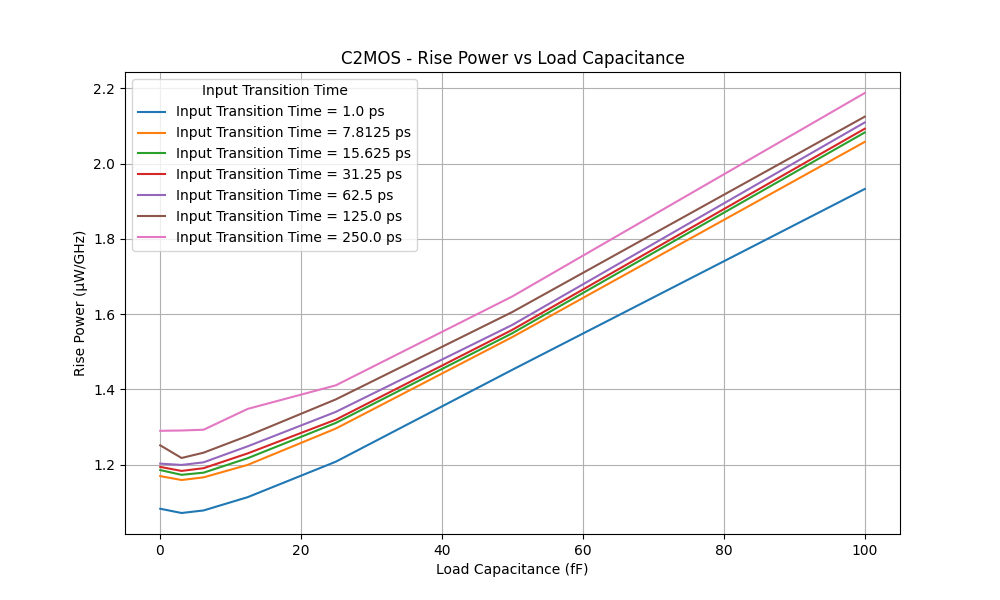 C2MOS - Rise Power vs Load Capacitance
Input Transition Time
Input Transition Time = 1.0 ps
Input Transition Time = 7.8125 ps
Input Transition Time = 15.625 ps
Input Transition Time = 31.25 ps
Input Transition Time = 62.5 ps
Input Transition Time = 125.0 ps
Input Transition Time = 250.0 ps
Rise Power (μW/GHz)
2.2
2.0
1.8
1.6
1.4
1.2
0 20 40 60 80 100
Load Capacitance (fF)